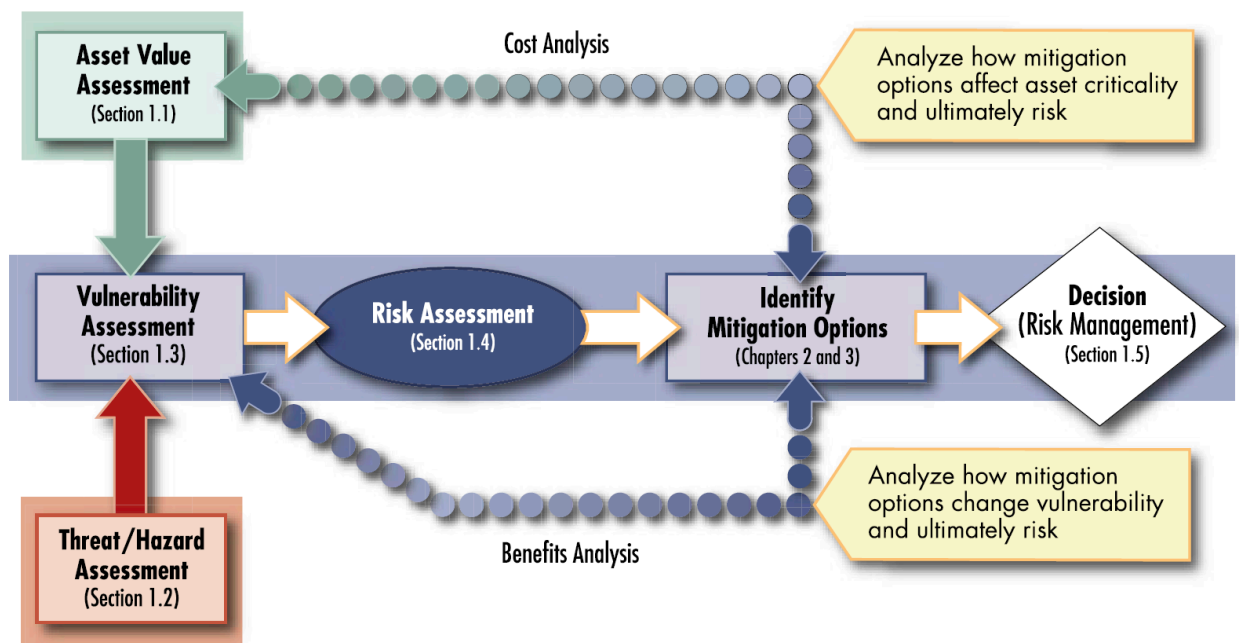 Asset Value
Assessment
(Section 1.1)
Cost Analysis
Analyze how mitigation
options affect asset criticality
and ultimately risk
Vulnerability
Assessment
(Section 1.3)
Risk Assessment
(Section 1.4)
Identify
Mitigation Options
(Chapters 2 and 3)
Decision
(Risk Management)
(Section 1.5)
Threat/Hazard
Assessment
(Section 1.2)
Benefits Analysis
Analyze how mitigation
options change vulnerability
and ultimately risk